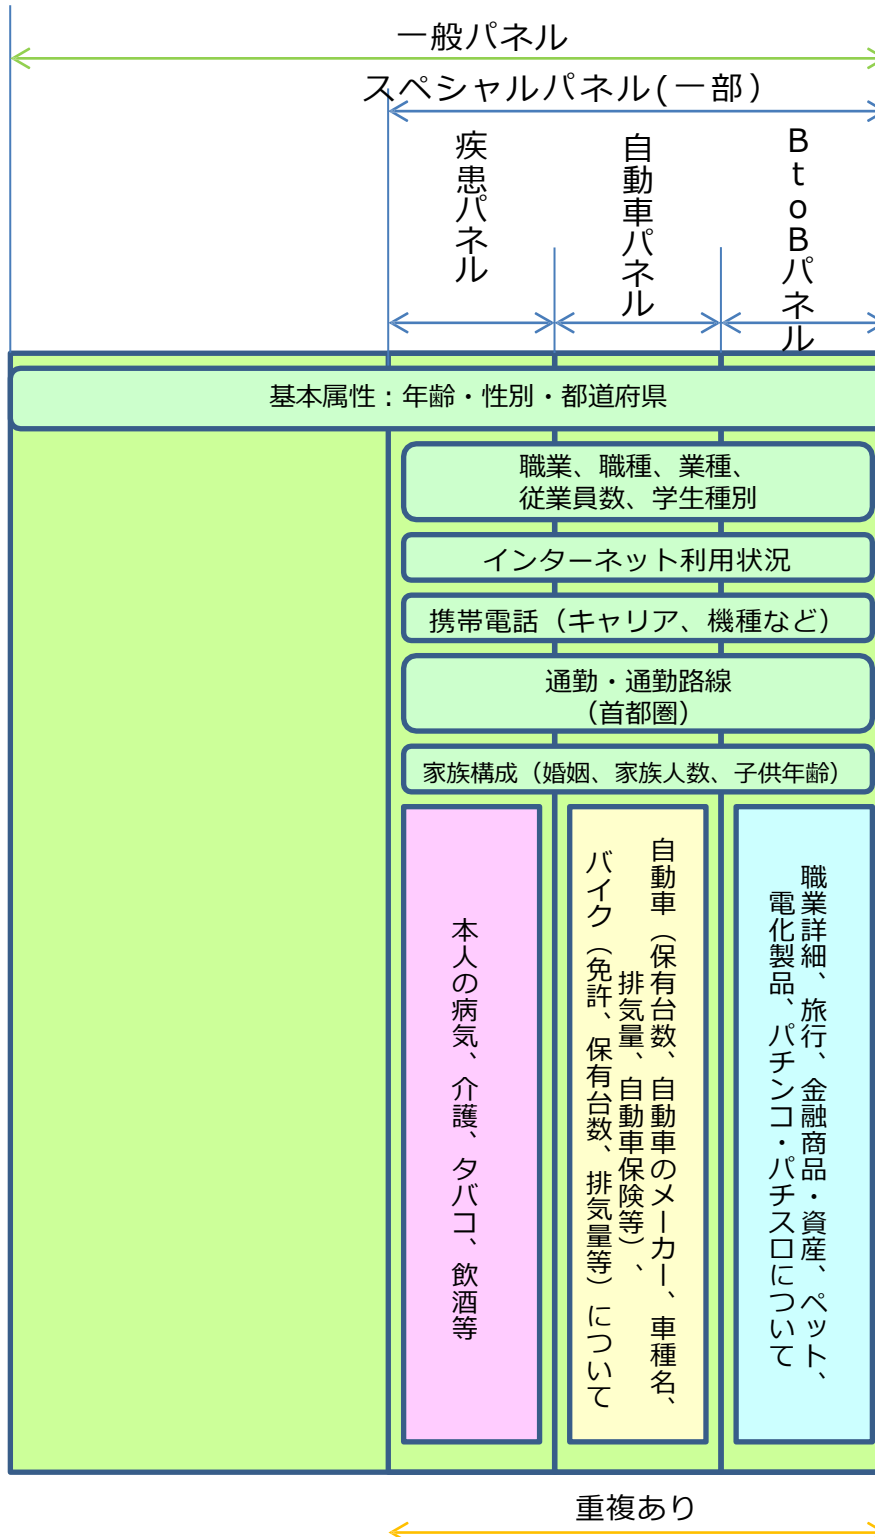 一般パネル
スペシャルパネル(一部）
疾患パネル
自動車パネル
BtoBパネル
基本属性：年齢・性別・都道府県
職業、職種、業種、
従業員数、学生種別
インターネット利用状況
携帯電話（キャリア、機種など）
通勤・通勤路線
（首都圏）
家族構成（婚姻、家族人数、子供年齢）
本人の病気、介護、タバコ、飲酒等
自動車（保有台数、自動車のメーカー、車種名、
排気量、自動車保険等）、
バイク（免許、保有台数、排気量等）について
職業詳細、旅行、金融商品・資産、ペット、
電化製品、パチンコ・パチスロについて
重複あり